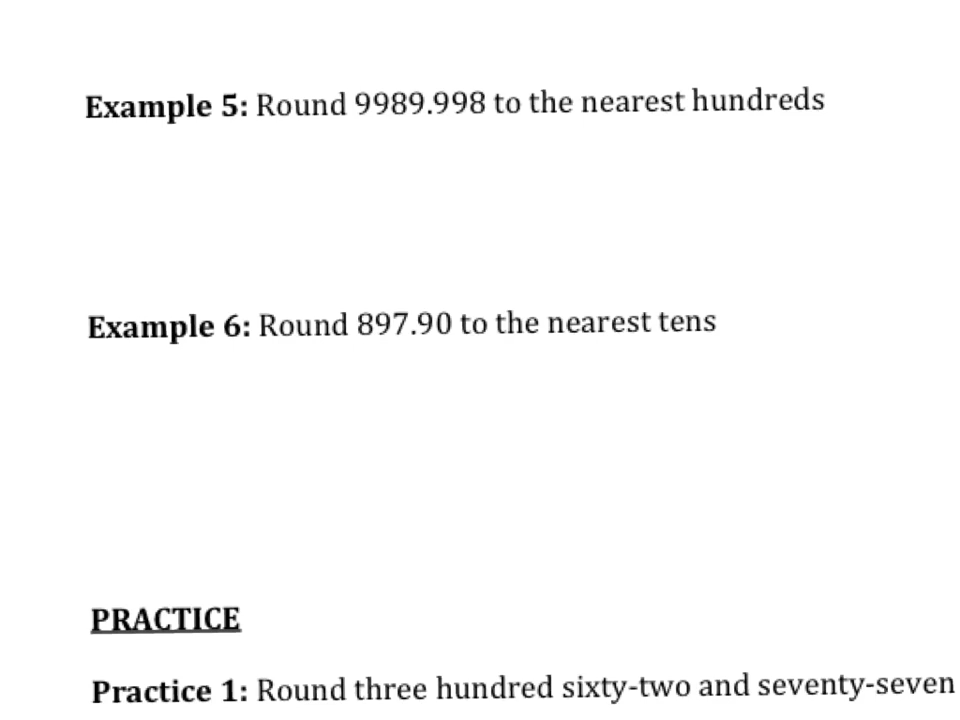 Example 5: Round 9989.998 to the nearest hundreds
Example 6: Round 897.90 to the nearest tens
PRACTICE
Practice 1: Round three hundred sixty-two and seventy-seven